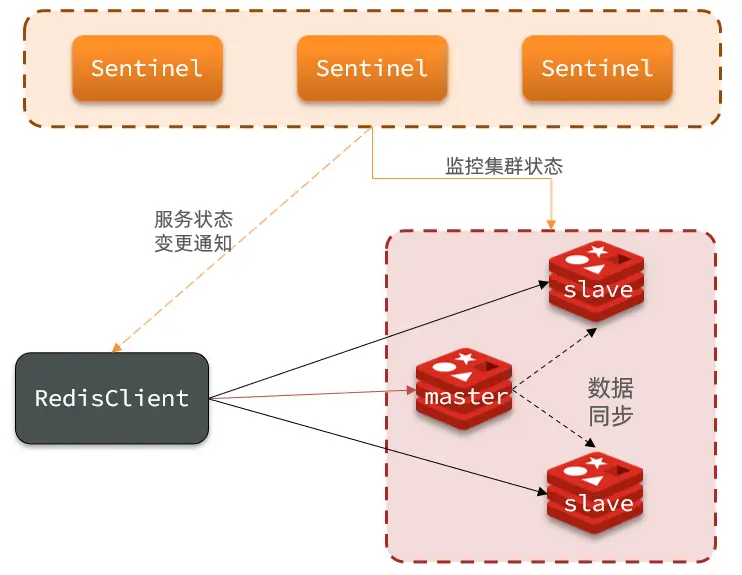 Sentinel
Sentinel
Sentinel
监控集群状态
服务状态
变更通知
slave
RedisClient
master
数据
同步
slave